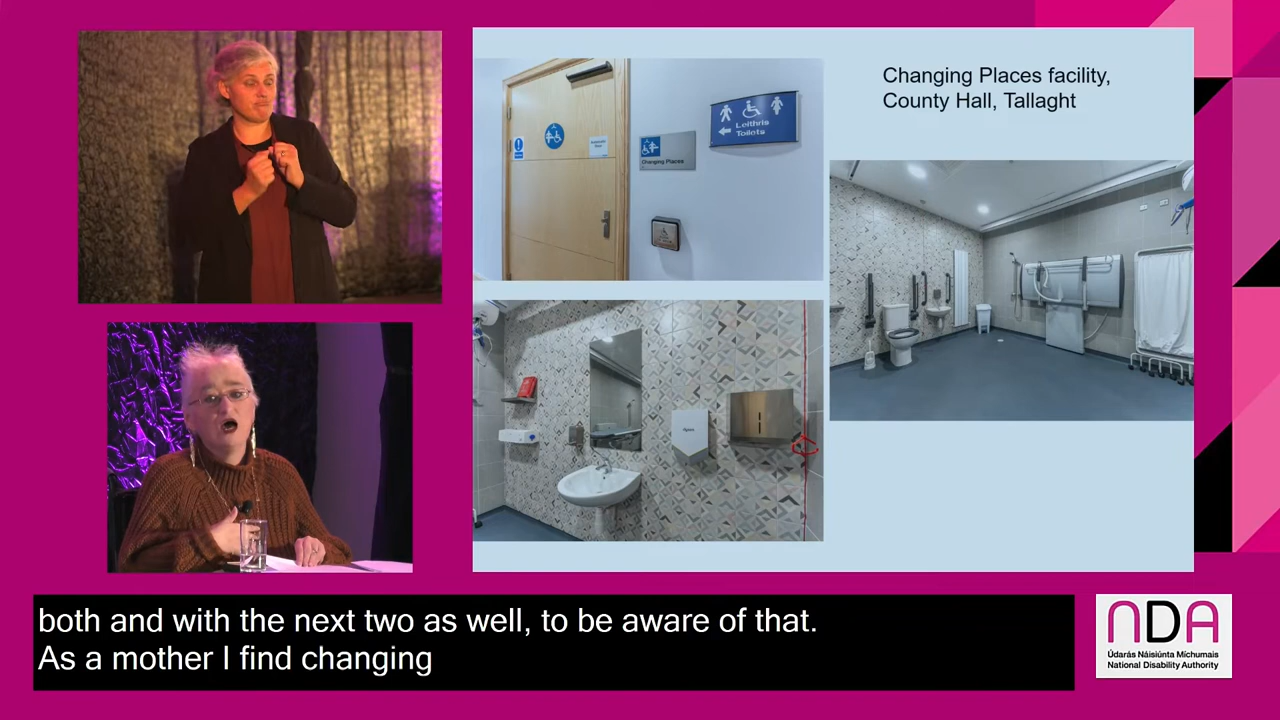 Changing Places facility,
County Hall, Tallaght
Leithris
Toilets
Changing Places
both and with the next two as well, to be aware of that.
As a mother I find changing
NDA
Údarás Náisiúnta Míchumais
National Disability Authority